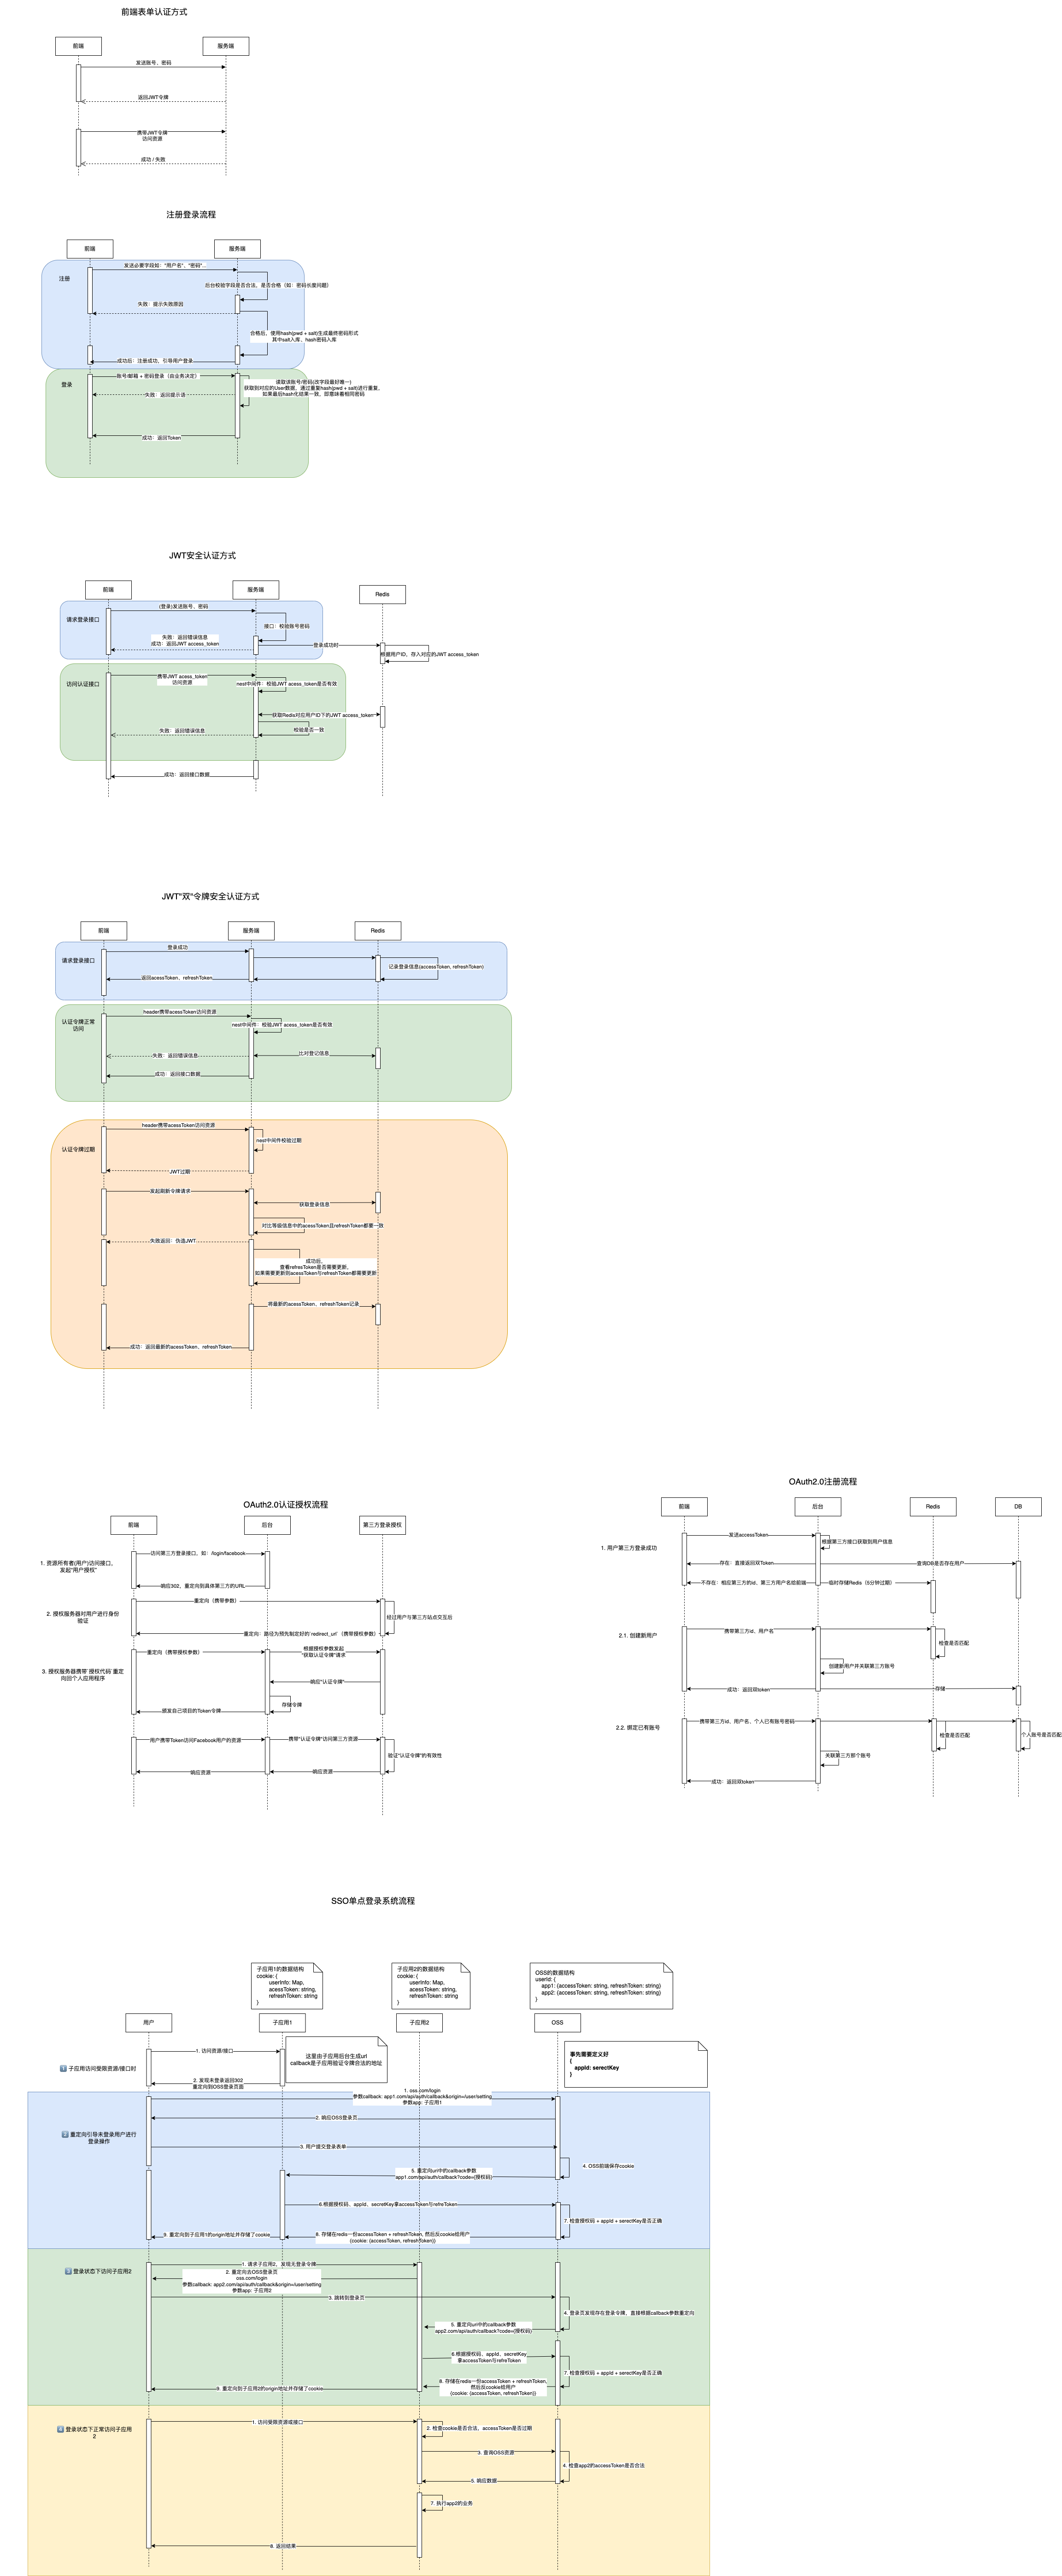 前端表单认证方式
前端
服务端
发送账号、密码
返回JWT令牌
携带JWT令牌
访问资源
成功 / 失败
注册登录流程
前端
服务端
注册
发送必要字段如："用户名"、"密码"...
后台校验字段是否合法，是否合格（如：密码长度问题）
失败：提示失败原因
合格后，使用hash(pwd + salt)生成最终密码形式
其中salt入库，hash密码入库
成功后：注册成功，引导用户登录
登录
账号/邮箱 + 密码登录（由业务决定）
读取该账号/密码(改字段最好唯一)
获取到对应的User数据，通过重复hash(pwd + salt)进行重复，
如果最后hash化结果一致，即意味着相同密码
失败：返回提示语
成功：返回Token
JWT安全认证方式
前端
服务端
Redis
请求登录接口
(登录)发送账号、密码
接口：校验账号密码
失败：返回错误信息
成功：返回JWT access_token
登录成功时
根据用户ID，存入对应的JWT access_token
访问认证接口
携带JWT acess_token
访问资源
nest中间件：校验JWT acess_token是否有效
获取Redis对应用户ID下的JWT access_token
失败：返回错误信息
校验是否一致
成功：返回接口数据
JWT"双"令牌安全认证方式
前端
服务端
Redis
请求登录接口
登录成功
记录登录信息(accessToken, refreshToken)
返回acessToken、refreshToken
认证令牌正常
访问
header携带acessToken访问资源
nest中间件：校验JWT acess_token是否有效
失败：返回错误信息
比对登记信息
成功：返回接口数据
认证令牌过期
header携带acessToken访问资源
nest中间件校验过期
JWT过期
发起刷新令牌请求
获取登录信息
对比等级信息中的acessToken且refreshToken都要一致
失败返回：伪造JWT
成功后，
查看refresToken是否需要更新，
如果需要更新则acessToken与refreshToken都需要更新
将最新的acessToken、refreshToken记录
成功：返回最新的acessToken、refreshToken
OAuth2.0认证授权流程
前端
后台
第三方登录授权
1. 资源所有者(用户)访问接口，
发起"用户授权"
访问第三方登录接口，如：/login/facebook
响应302，重定向到具体第三方的URL
2. 授权服务器对用户进行身份
验证
重定向（携带参数）
经过用户与第三方站点交互后
重定向：路径为预先制定好的`redirect_url`（携带授权参数）
3. 授权服务器携带`授权代码`重定
向回个人应用程序
重定向（携带授权参数）
根据授权参数发起
"获取认证令牌"请求
响应"认证令牌"
存储令牌
颁发自己项目的Token令牌
用户携带Token访问Facebook用户的资源
携带"认证令牌"访问第三方资源
验证"认证令牌"的有效性
响应资源
响应资源
OAuth2.0注册流程
前端
后台
Redis
DB
1. 用户第三方登录成功
发送accessToken
根据第三方接口获取到用户信息
存在：直接返回双Token
查询DB是否存在用户
不存在：相应第三方的id、第三方用户名给前端
临时存储Redis（5分钟过期）
2.1. 创建新用户
携带第三方id、用户名
检查是否匹配
创建新用户并关联第三方账号
成功：返回双token
存储
2.2. 绑定已有账号
携带第三方id、用户名、个人已有账号密码
检查是否匹配
个人账号是否匹配
关联第三方那个账号
成功：返回双token
SSO单点登录系统流程
子应用1的数据结构
cookie: {
userInfo: Map,
acessToken: string,
refreshToken: string
}
子应用2的数据结构
cookie: {
userInfo: Map,
acessToken: string,
refreshToken: string
}
OSS的数据结构
userId: {
app1: {accessToken: string, refreshToken: string}
app2: {accessToken: string, refreshToken: string}
}
用户
子应用1
子应用2
OSS
1 子应用访问受限资源/接口时
1. 访问资源/接口
这里由子应用后台生成url
callback是子应用验证令牌合法的地址
事先需要定义好
{
appId: serectKey
}
2. 发现未登录返回302
重定向到OSS登录页面
2 重定向引导未登录用户进行
登录操作
1. oss.com/login
参数callback: app1.com/api/auth/callback&origin=/user/setting
参数app: 子应用1
2. 响应OSS登录页
3. 用户提交登录表单
4. OSS前端保存cookie
5. 重定向url中的callback参数
app1.com/api/auth/callback?code={授权码}
6.根据授权码、appId、secretKey拿accessToken与refreToken
7. 检查授权码 + appId + serectKey是否正确
8. 存储在redis一份accessToken + refreshToken, 然后反cookie给用户
{cookie: {accessToken, refreshToken}}
9. 重定向到子应用1的origin地址并存储了cookie
3 登录状态下访问子应用2
1. 请求子应用2，发现无登录令牌
2. 重定向去OSS登录页
oss.com/login
参数callback: app2.com/api/auth/callback&origin=/user/setting
参数app: 子应用2
3. 跳转到登录页
4. 登录页发现存在登录令牌，直接根据callback参数重定向
5. 重定向url中的callback参数
app2.com/api/auth/callback?code={授权码}
6.根据授权码、appId、secretKey
拿accessToken与refreToken
7. 检查授权码 + appId + serectKey是否正确
8. 存储在redis一份accessToken + refreshToken,
然后反cookie给用户
{cookie: {accessToken, refreshToken}}
9. 重定向到子应用2的origin地址并存储了cookie
4 登录状态下正常访问子应用
2
1. 访问受限资源或接口
2. 检查cookie是否合法，accessToken是否过期
3. 查询OSS资源
4. 检查app2的accessToken是否合法
5. 响应数据
7. 执行app2的业务
8. 返回结果